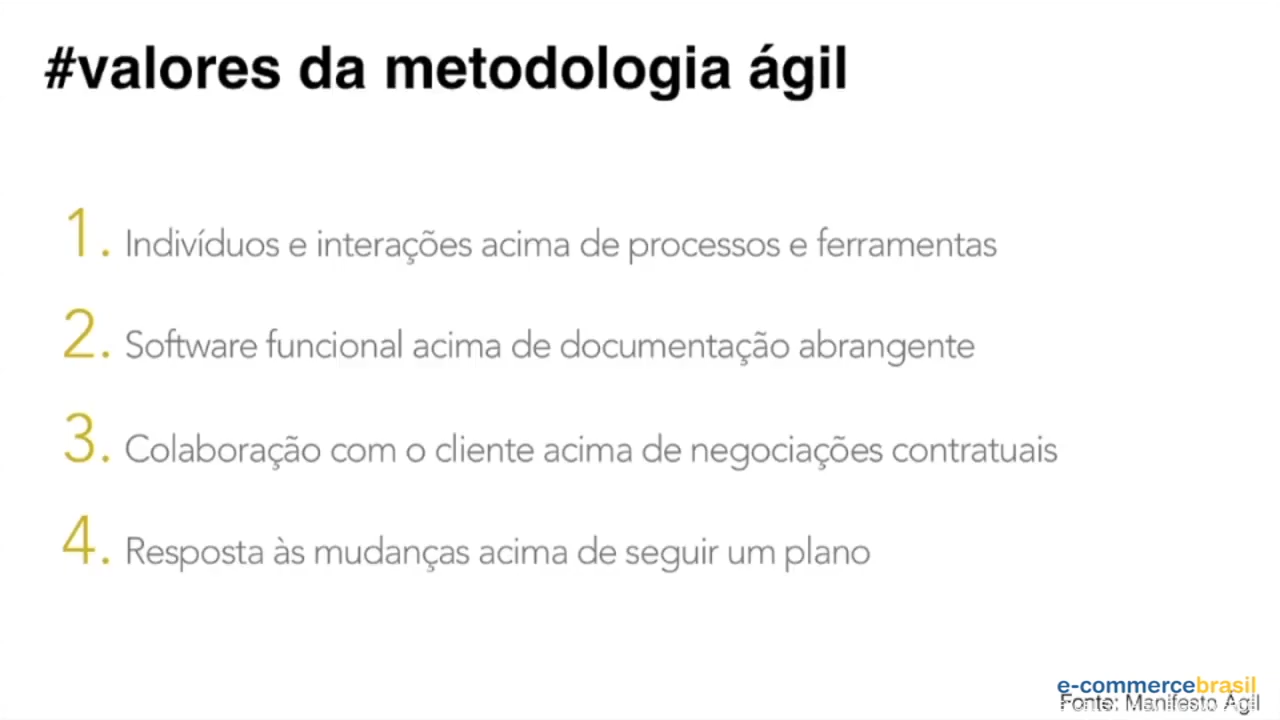 #valores da metodologia ágil
1. Indivíduos e interações acima de processos e ferramentas
2. Software funcional acima de documentação abrangente
3. Colaboração com o cliente acima de negociações contratuais
4. Resposta às mudanças acima de seguir um plano
e-commercebrasil
Fonte: Manifesto Ágil